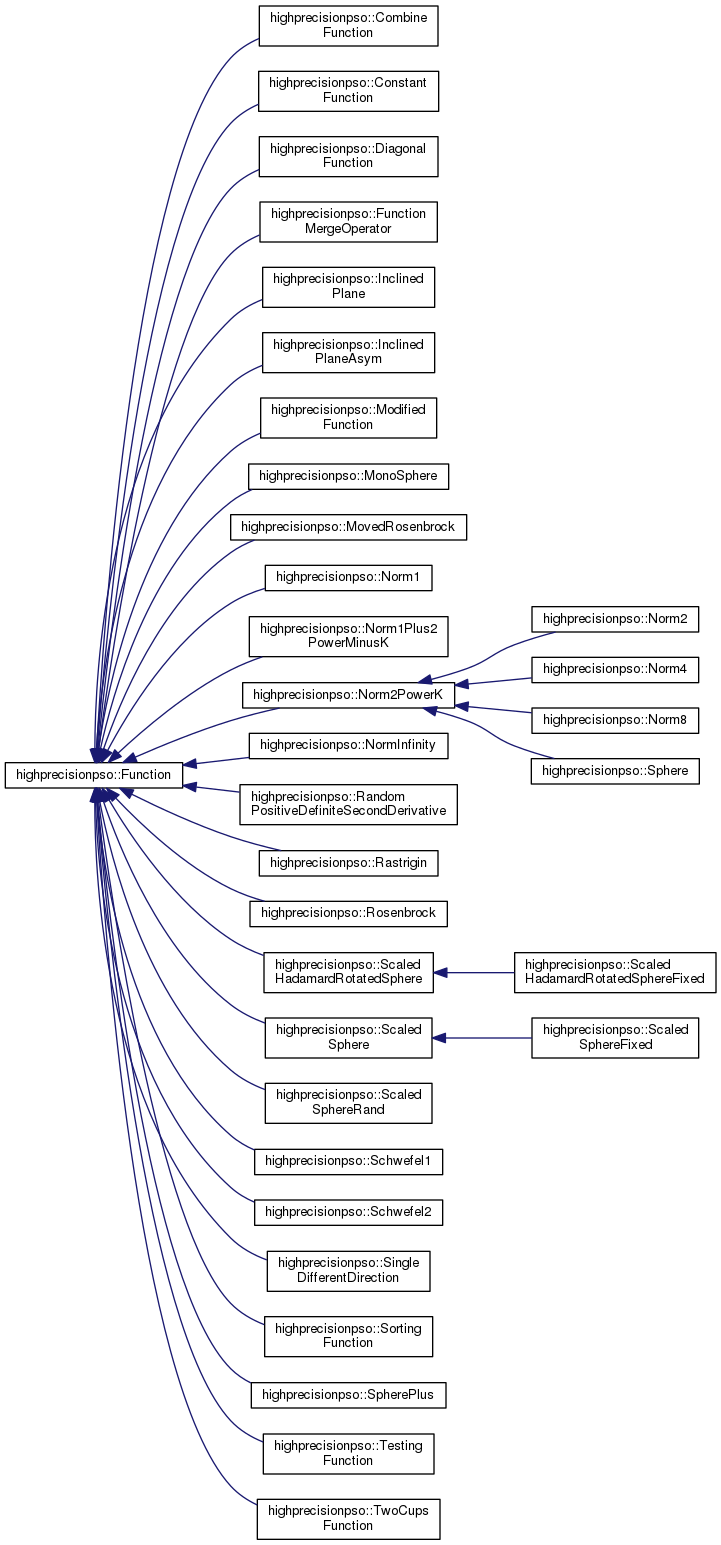 highprecisionpso::Combine
Function
highprecisionpso::Constant
Function
highprecisionpso::Diagonal
Function
highprecisionpso::Function
MergeOperator
highprecisionpso::Inclined
Plane
highprecisionpso::Inclined
PlaneAsym
highprecisionpso::Modified
Function
highprecisionpso::MonoSphere
highprecisionpso::MovedRosenbrock
highprecisionpso::Norm1
highprecisionpso::Norm1Plus2
PowerMinusK
highprecisionpso::Norm2PowerK
highprecisionpso::Norm2
highprecisionpso::Norm4
highprecisionpso::Norm8
highprecisionpso::Sphere
highprecisionpso::NormInfinity
highprecisionpso::Function
highprecisionpso::Random
PositiveDefiniteSecondDerivative
highprecisionpso::Rastrigin
highprecisionpso::Rosenbrock
highprecisionpso::Scaled
HadamardRotatedSphere
highprecisionpso::Scaled
HadamardRotatedSphereFixed
highprecisionpso::Scaled
Sphere
highprecisionpso::Scaled
SphereFixed
highprecisionpso::Scaled
SphereRand
highprecisionpso::Schwefel1
highprecisionpso::Schwefel2
highprecisionpso::Single
DifferentDirection
highprecisionpso::Sorting
Function
highprecisionpso::SpherePlus
highprecisionpso::Testing
Function
highprecisionpso::TwoCups
Function